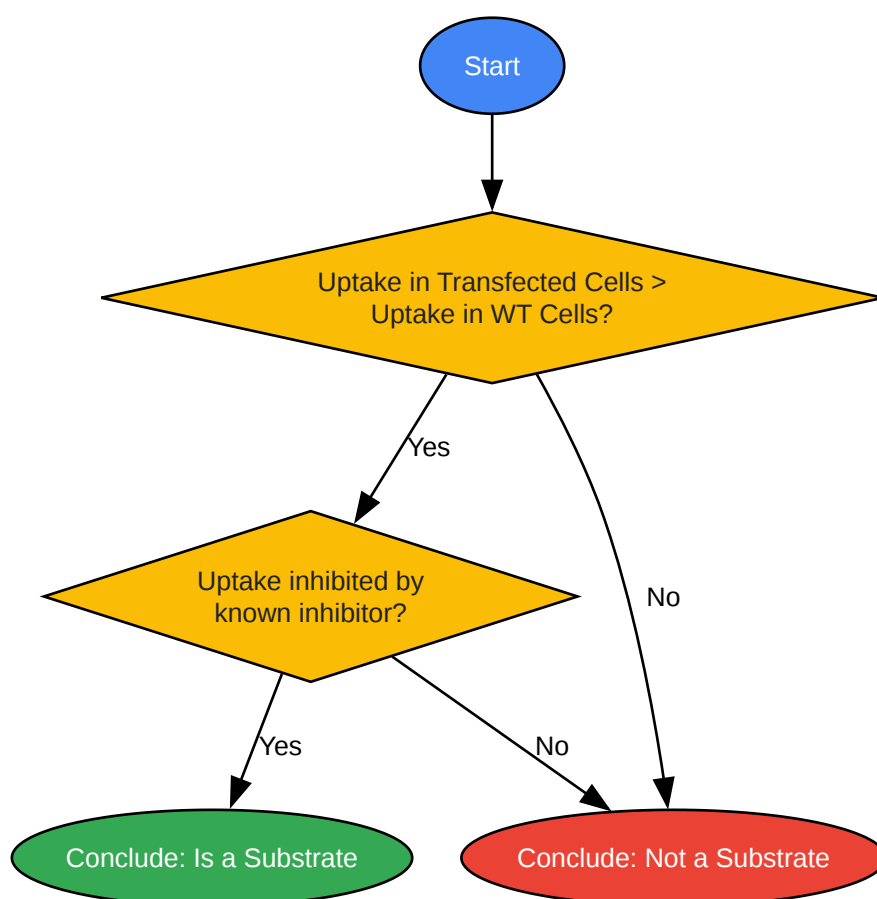 Start
Uptake in Transfected Cells >
Uptake in WT Cells?
Yes
Uptake inhibited by
known inhibitor?
No
Yes
No
Conclude: Is a Substrate
Conclude: Not a Substrate